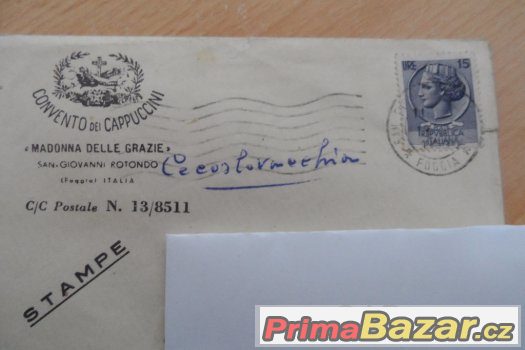 CONVENTO DEI CAPPUCCINI
«MADONNA DELLE GRAZIE»
SAN GIOVANNI ROTONDO
(Foggia) ITALIA
C/C Postale N. 13/8511
STAMPE
Cecoslovacchia
LIRE 15
REPVBBLICA
ITALIANA
FOGGIA
PrimaBazar.cz